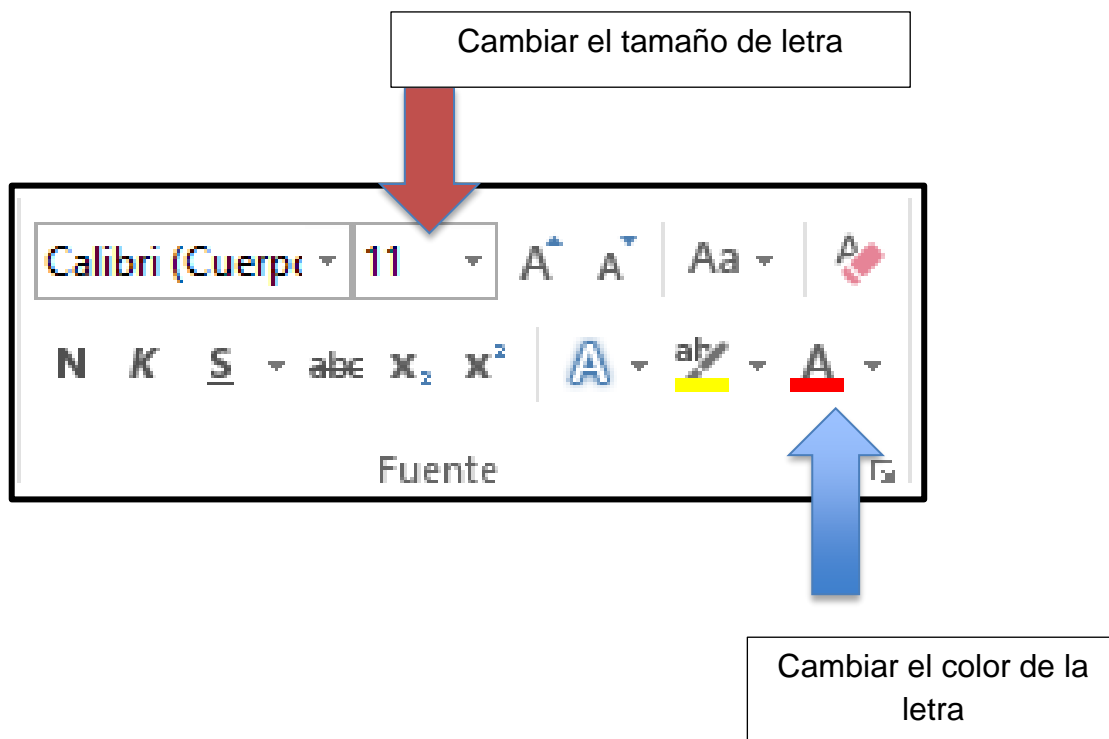 Cambiar el tamaño de letra
Calibri (Cuerpo 11 A A Aa A
N K S abc x₂ x² A ab A
Fuente
Cambiar el color de la
letra